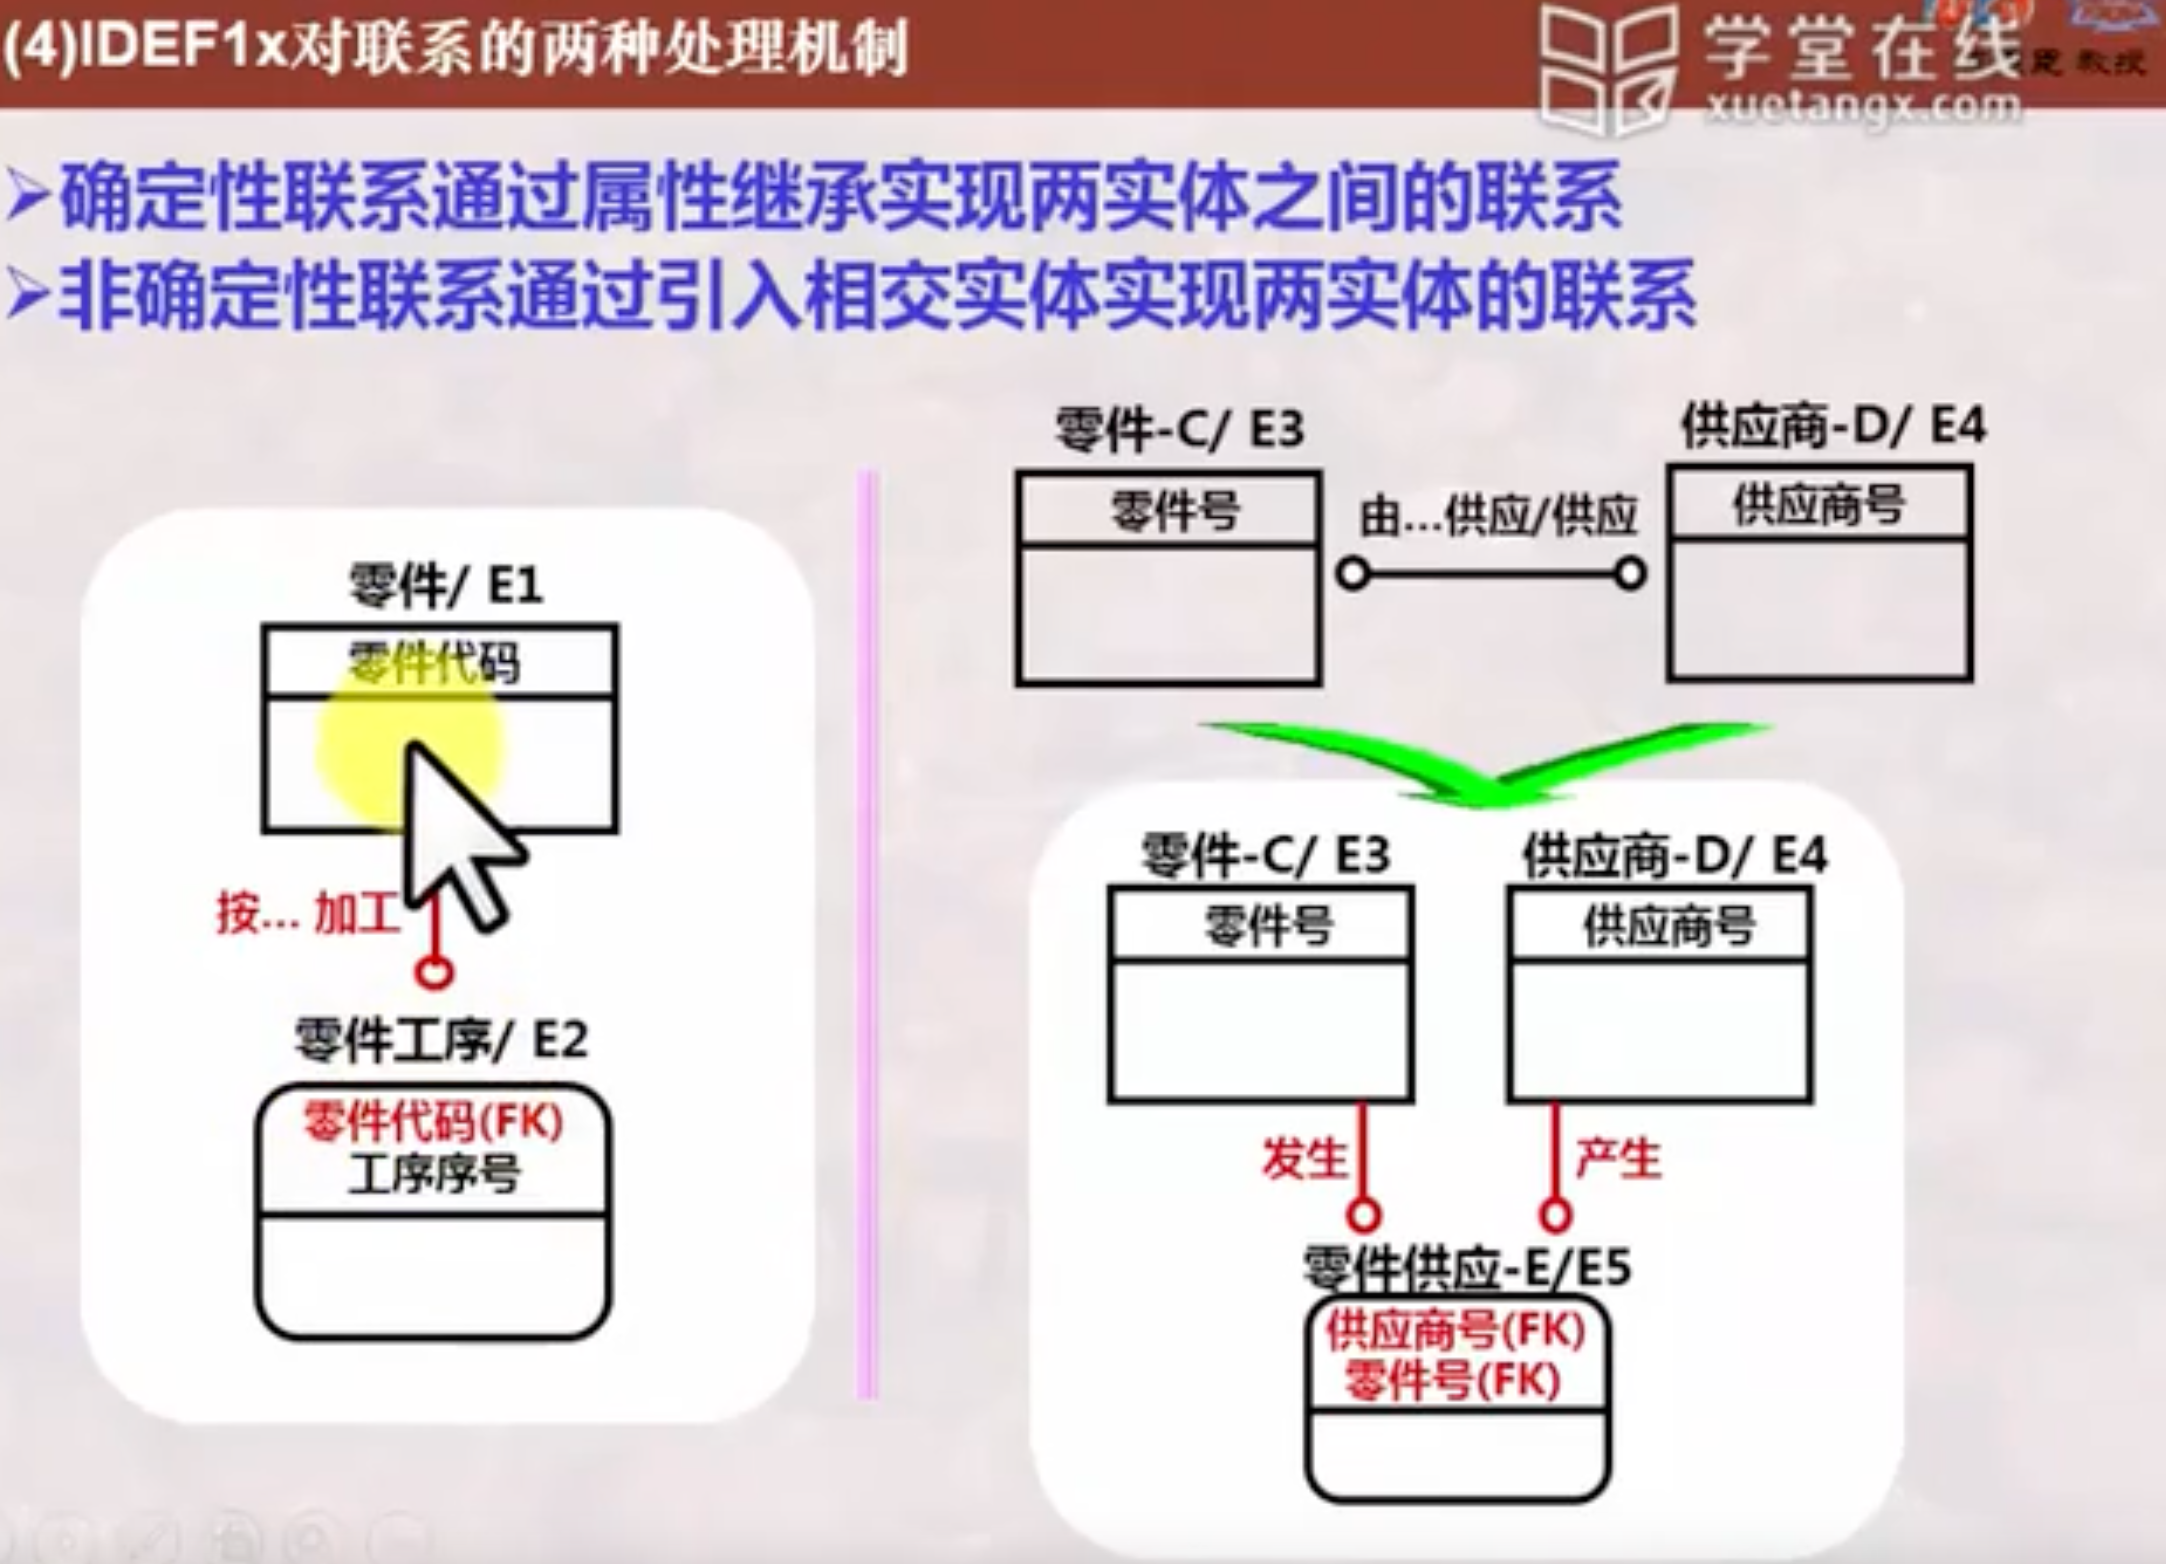 (4)IDEF1x对联系的两种处理机制
学堂在线
教授
xuetangx.com
➢确定性联系通过属性继承实现两实体之间的联系
➢非确定性联系通过引入相交实体实现两实体的联系
零件/ E1
零件代码
按... 加工
零件工序/ E2
零件代码(FK)
工序序号
零件-C/ E3
零件号
由...供应/供应
供应商-D/ E4
供应商号
零件-C/ E3
零件号
供应商-D/ E4
供应商号
发生
产生
零件供应-E/E5
供应商号(FK)
零件号(FK)